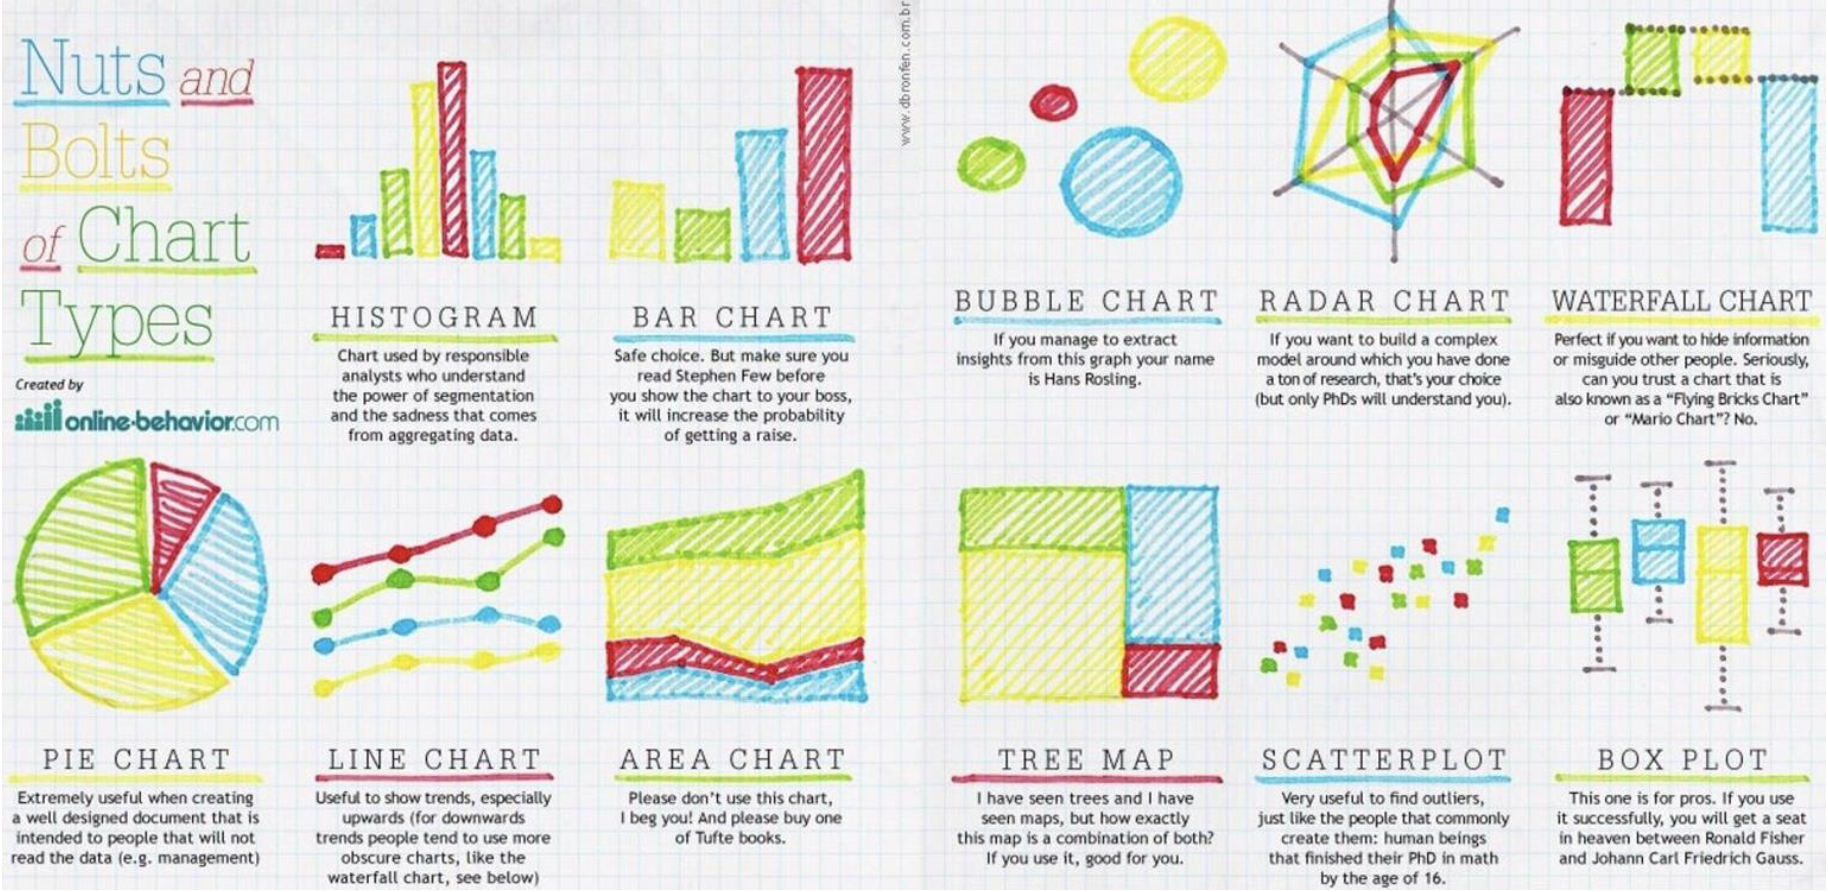 Nuts and
Bolts
of Chart
Types
Created by
online-behavior.com
HISTOGRAM
Chart used by responsible
analysts who understand
the power of segmentation
and the sadness that comes
from aggregating data.
BAR CHART
Safe choice. But make sure you
read Stephen Few before
you show the chart to your boss,
it will increase the probability
of getting a raise.
www.dbronfen.com.br
BUBBLE CHART
If you manage to extract
insights from this graph your name
is Hans Rosling.
RADAR CHART
If you want to build a complex
model around which you have done
a ton of research, that's your choice
(but only PhDs will understand you).
WATERFALL CHART
Perfect if you want to hide information
or misguide other people. Seriously,
can you trust a chart that is
also known as a “Flying Bricks Chart”
or “Mario Chart”? No.
PIE CHART
Extremely useful when creating
a well designed document that is
intended to people that will not
read the data (e.g. management)
LINE CHART
Useful to show trends, especially
upwards (for downwards
trends people tend to use more
obscure charts, like the
waterfall chart, see below)
AREA CHART
Please don't use this chart,
I beg you! And please buy one
of Tufte books.
TREE MAP
I have seen trees and I have
seen maps, but how exactly
this map is a combination of both?
If you use it, good for you.
SCATTERPLOT
Very useful to find outliers,
just like the people that commonly
create them: human beings
that finished their PhD in math
by the age of 16.
BOX PLOT
This one is for pros. If you use
it successfully, you will get a seat
in heaven between Ronald Fisher
and Johann Carl Friedrich Gauss.